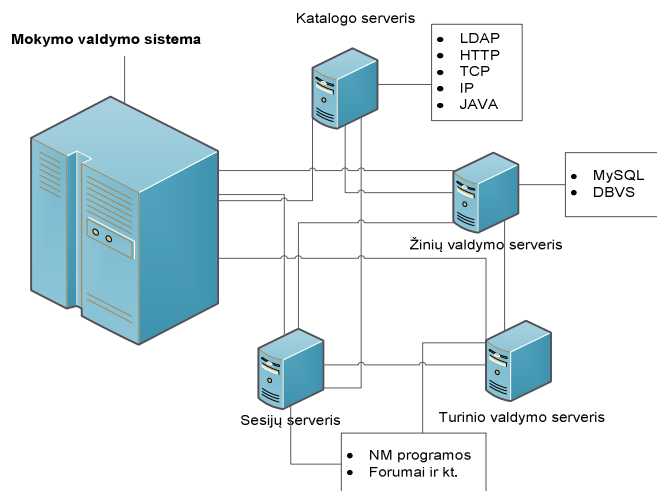 Katalogo serveris
Mokymo valdymo sistema
• LDAP
• HTTP
• TCP
• IP
• JAVA
• MySQL
• DBVS
Žinių valdymo serveris
Sesijų serveris
Turinio valdymo serveris
• NM programos
• Forumai ir kt.